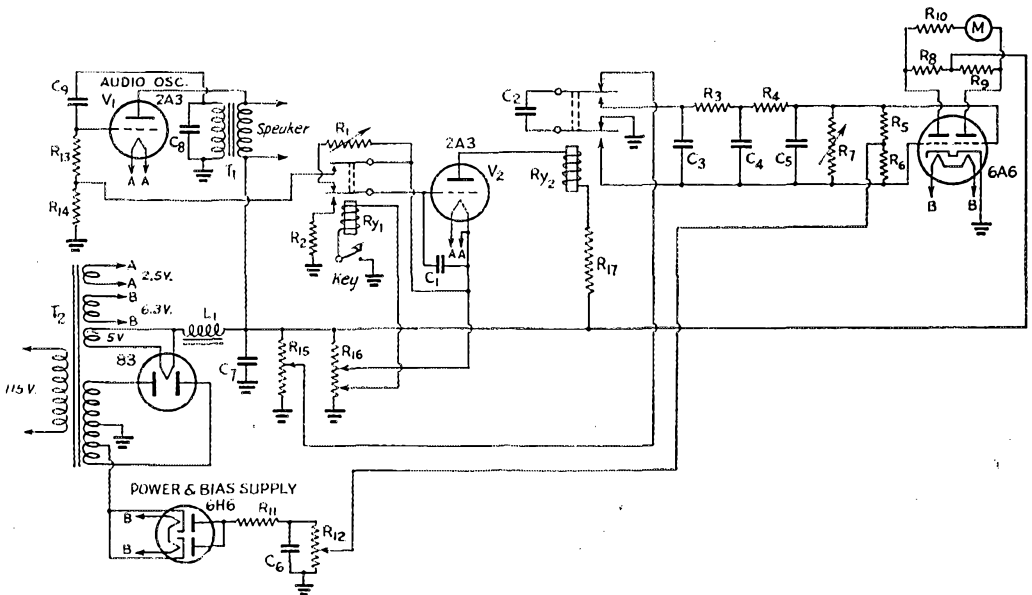 R10
M
R8
R9
C9
AUDIO OSC.
V1
2A3
C8
T1
Speaker
R13
R14
A A
R1
2A3
V2
Ry1
R2
Key
C1
A A
Ry2
R17
C2
R3
R4
C3
C4
C5
R7
R5
R6
6A6
B
B
T2
A
2.5V.
A
B
6.3V.
B
5V
L1
83
115V.
C7
R15
R16
POWER & BIAS SUPPLY
6H6
B
B
R11
R12
C6